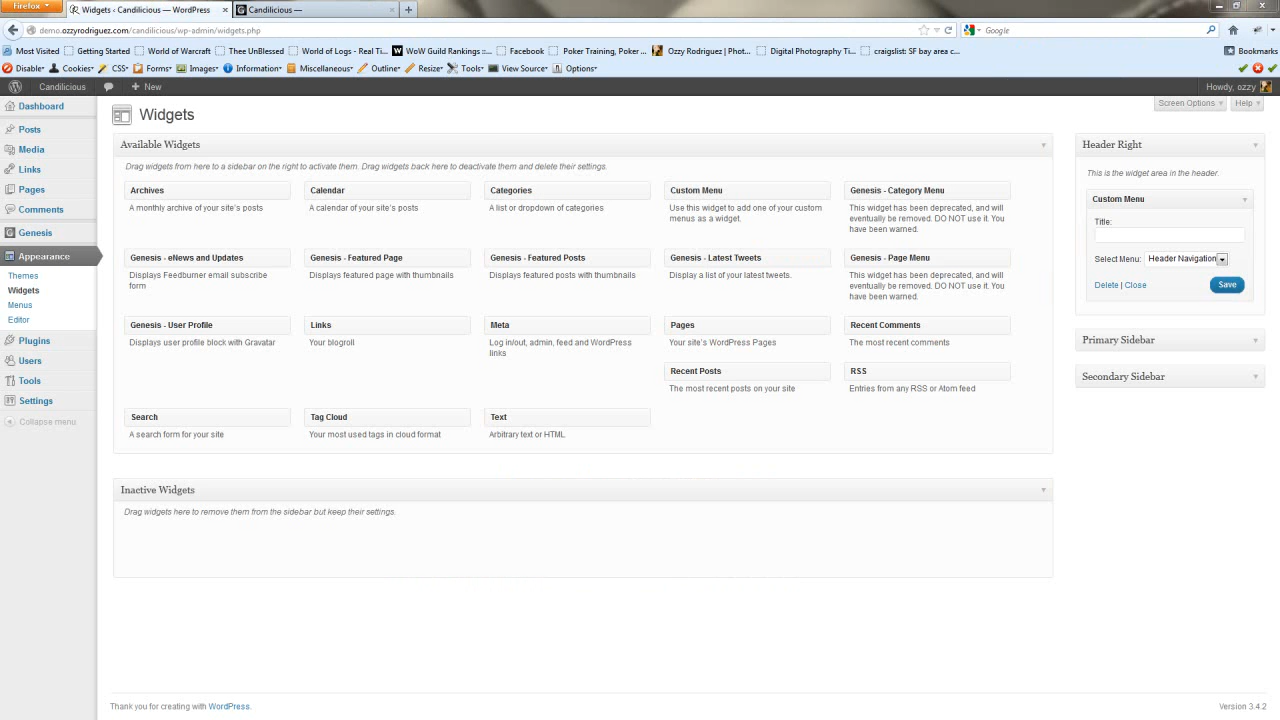 Firefox
Widgets ‹ Candilicious — WordPress
Candilicious —
demo.ozzyrodriguez.com/candilicious/wp-admin/widgets.php
Google
Most Visited
Getting Started
World of Warcraft
Thee UnBlessed
World of Logs - Real Ti...
WoW Guild Rankings ::...
Facebook
Poker Training, Poker ...
Ozzy Rodriguez | Phot...
Digital Photography Ti...
craigslist: SF bay area c...
Bookmarks
Disable
Cookies
CSS
Forms
Images
Information
Miscellaneous
Outline
Resize
Tools
View Source
Options
Candilicious
New
Howdy, ozzy
Dashboard
Posts
Media
Links
Pages
Comments
Genesis
Appearance
Themes
Widgets
Menus
Editor
Plugins
Users
Tools
Settings
Collapse menu
Screen Options
Help
Widgets
Available Widgets
Drag widgets from here to a sidebar on the right to activate them. Drag widgets back here to deactivate them and delete their settings.
Archives
A monthly archive of your site's posts
Calendar
A calendar of your site's posts
Categories
A list or dropdown of categories
Custom Menu
Use this widget to add one of your custom
menus as a widget.
Genesis - Category Menu
This widget has been deprecated, and will
eventually be removed. DO NOT use it. You
have been warned.
Genesis - eNews and Updates
Displays Feedburner email subscribe
form
Genesis - Featured Page
Displays featured page with thumbnails
Genesis - Featured Posts
Displays featured posts with thumbnails
Genesis - Latest Tweets
Display a list of your latest tweets.
Genesis - Page Menu
This widget has been deprecated, and will
eventually be removed. DO NOT use it. You
have been warned.
Genesis - User Profile
Displays user profile block with Gravatar
Links
Your blogroll
Meta
Log in/out, admin, feed and WordPress
links
Pages
Your site's WordPress Pages
Recent Comments
The most recent comments
Recent Posts
The most recent posts on your site
RSS
Entries from any RSS or Atom feed
Search
A search form for your site
Tag Cloud
Your most used tags in cloud format
Text
Arbitrary text or HTML
Inactive Widgets
Drag widgets here to remove them from the sidebar but keep their settings.
Header Right
This is the widget area in the header.
Custom Menu
Title:
Select Menu: Header Navigation
Delete | Close
Save
Primary Sidebar
Secondary Sidebar
Thank you for creating with WordPress.
Version 3.4.2